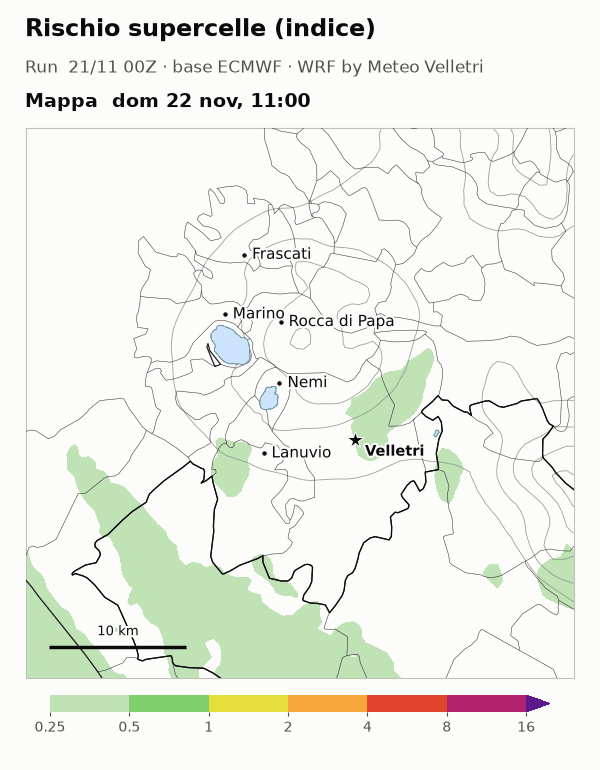 Rischio supercelle (indice)
Run  21/11 00Z · base ECMWF · WRF by Meteo Velletri
Mappa  dom 22 nov, 11:00
Frascati
Marino
Rocca di Papa
Nemi
Velletri
Lanuvio
10 km
0.25 0.5 1 2 4 8 16